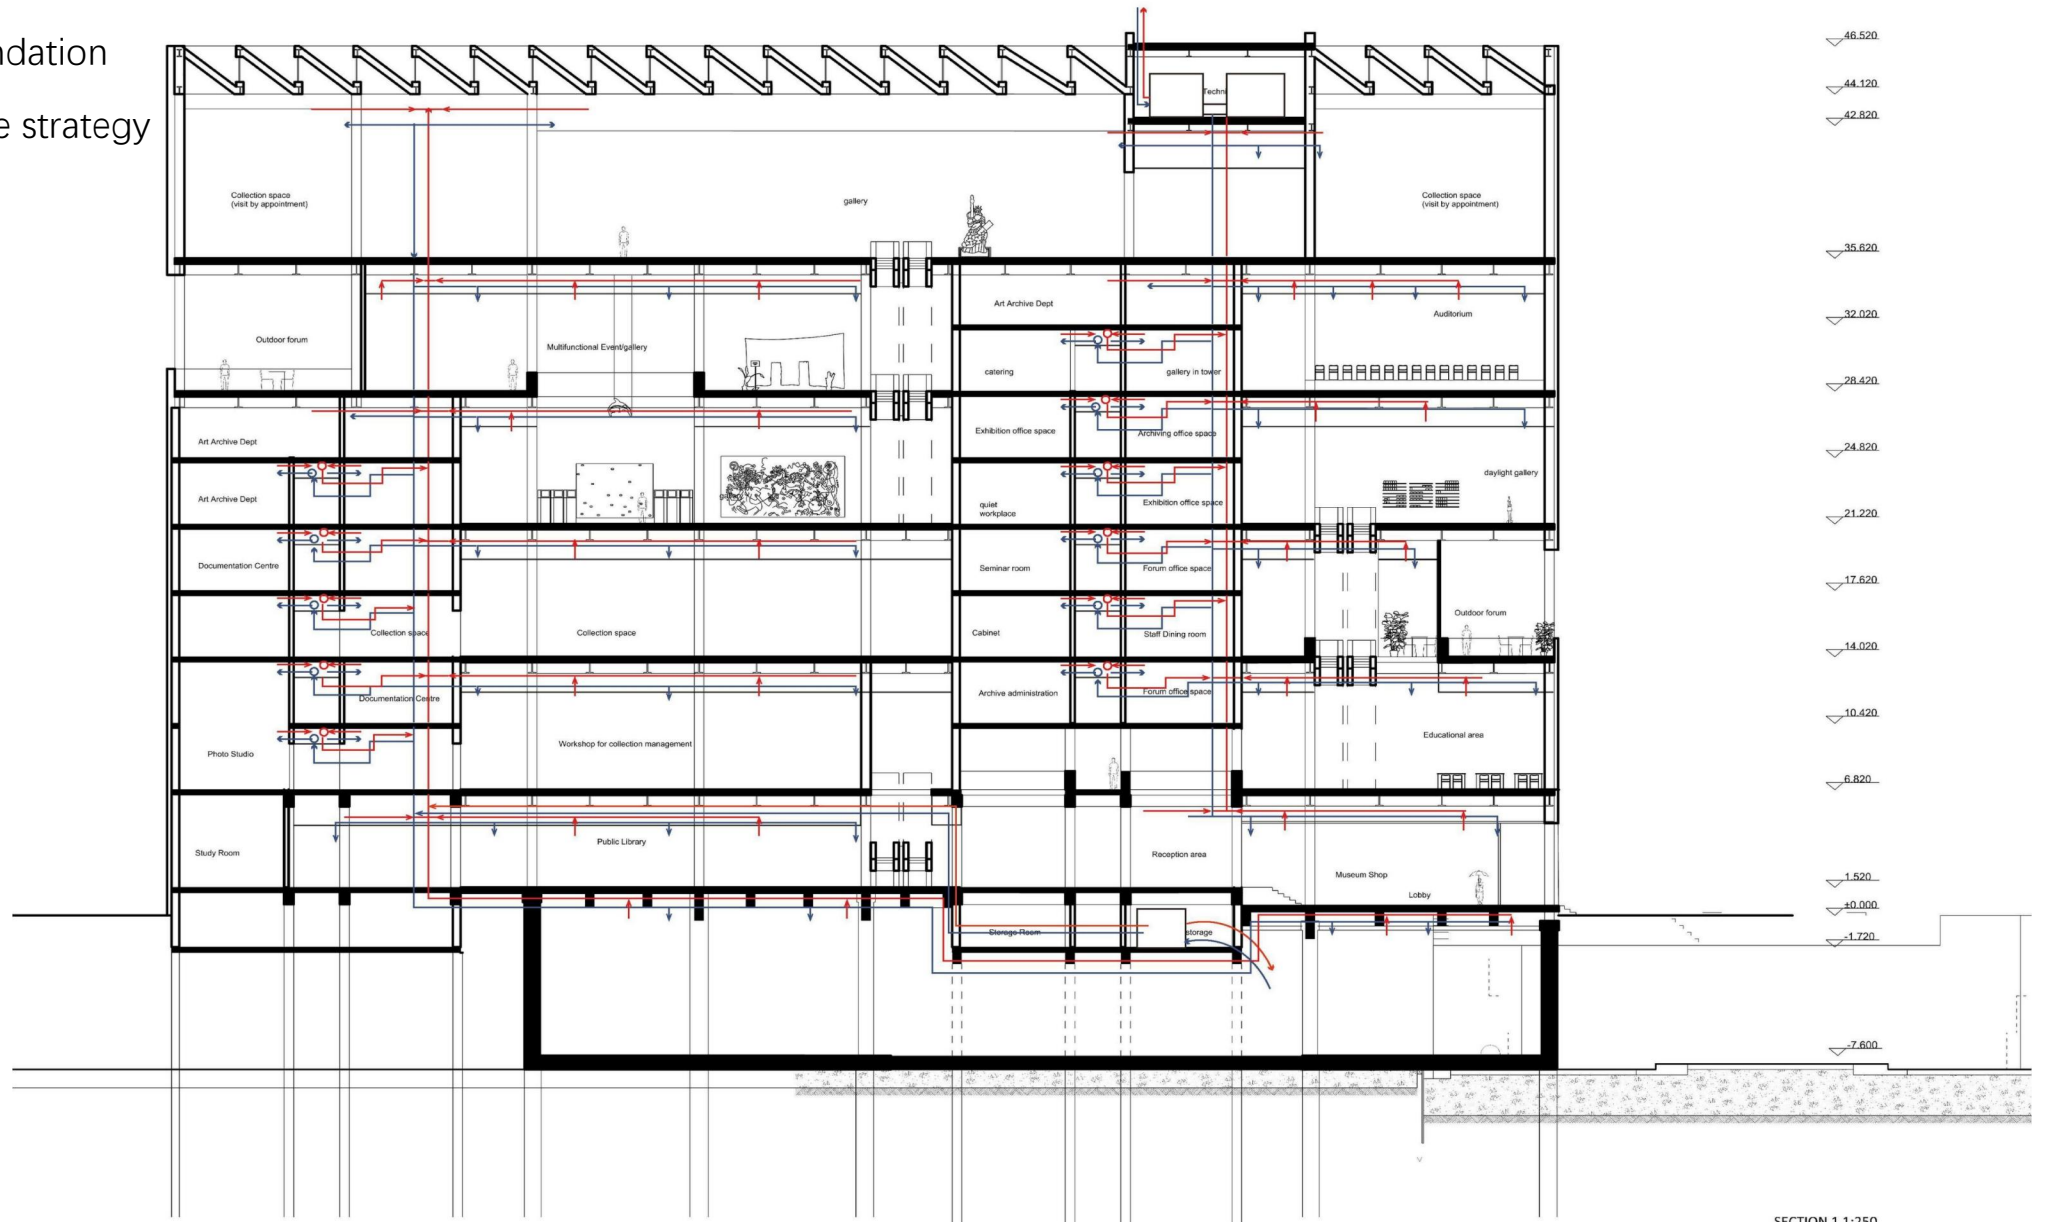 ndation
e strategy
46.520
44.120
Techni
42.820
Collection space
(visit by appointment)
gallery
Collection space
(visit by appointment)
35.620
Art Archive Dept
Auditorium
32.020
Outdoor forum
Multifunctional Event/gallery
catering
gallery in tower
28.420
Art Archive Dept
Exhibition office space
Archiving office space
24.820
Art Archive Dept
gallery
quiet
workplace
Exhibition office space
daylight gallery
21.220
Documentation Centre
Seminar room
Forum office space
17.620
Collection space
Collection space
Cabinet
Staff Dining room
Outdoor forum
14.020
Documentation Centre
Archive administration
Forum office space
10.420
Photo Studio
Workshop for collection management
Educational area
6.820
Study Room
Public Library
Reception area
Museum Shop
Lobby
1.520
±0.000
Storage Room
storage
-1.720
-7.600
SECTION 1 1:250